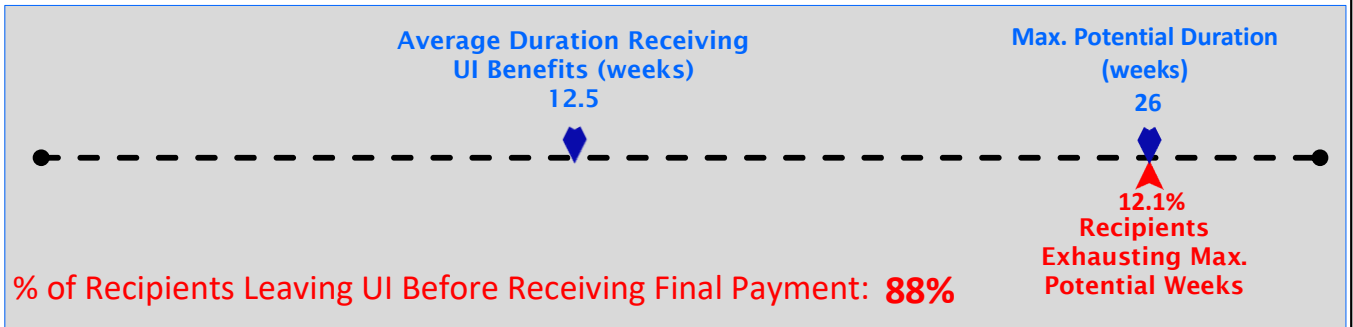 Average Duration Receiving
UI Benefits (weeks)
12.5
Max. Potential Duration
(weeks)
26
12.1%
Recipients
Exhausting Max.
Potential Weeks
% of Recipients Leaving UI Before Receiving Final Payment: 88%